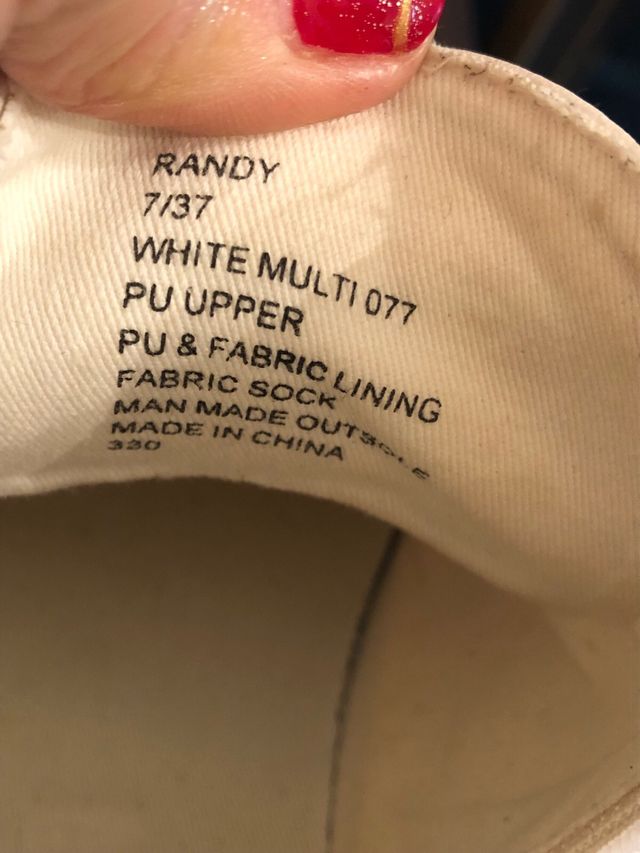 RANDY
7/37
WHITE MULTI 077
PU UPPER
PU & FABRIC LINING
FABRIC SOCK
MAN MADE OUTSOLE
MADE IN CHINA
330